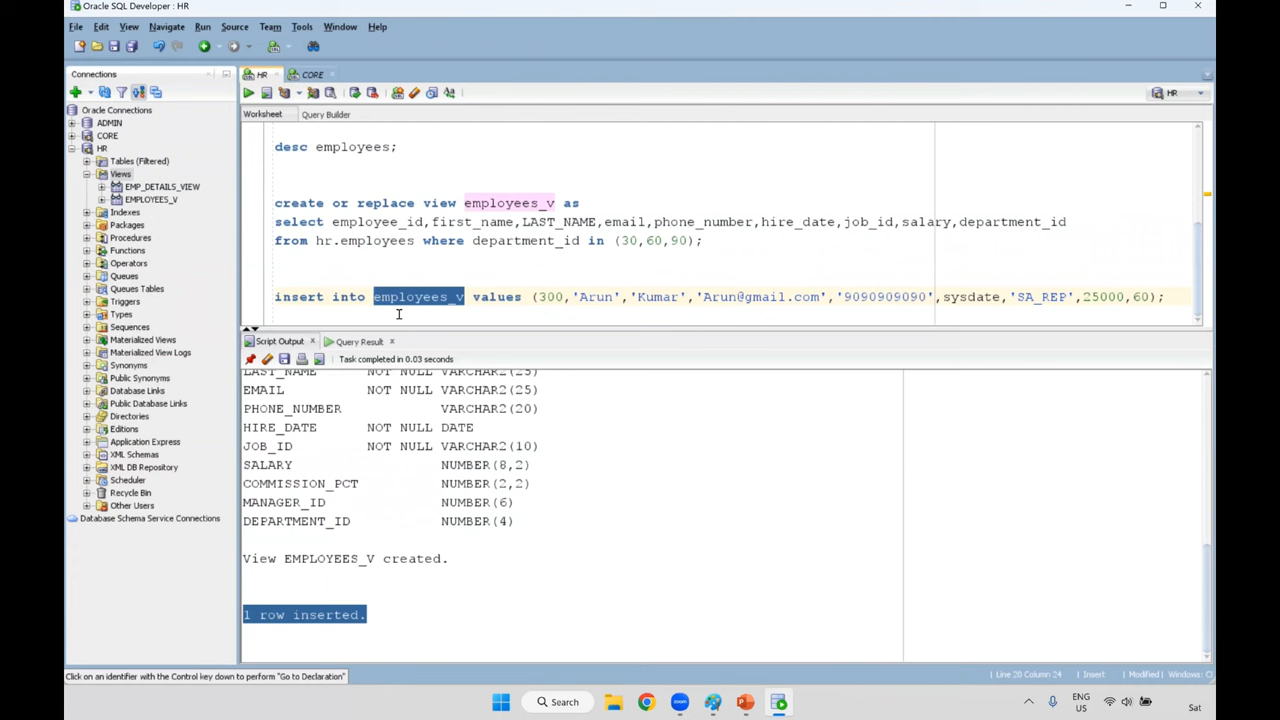 Oracle SQL Developer : HR
File Edit View Navigate Run Source Team Tools Window Help
Connections
Oracle Connections
ADMIN
CORE
HR
Tables (Filtered)
Views
EMP_DETAILS_VIEW
EMPLOYEES_V
Indexes
Packages
Procedures
Functions
Operators
Queues
Queues Tables
Triggers
Types
Sequences
Materialized Views
Materialized View Logs
Synonyms
Public Synonyms
Database Links
Public Database Links
Directories
Editions
Application Express
XML Schemas
XML DB Repository
Scheduler
Recycle Bin
Other Users
Database Schema Service Connections
HR CORE
HR
Worksheet Query Builder
desc employees;
create or replace view employees_v as
select employee_id,first_name,LAST_NAME,email,phone_number,hire_date,job_id,salary,department_id
from hr.employees where department_id in (30,60,90);
insert into employees_v values (300,'Arun','Kumar','Arun@gmail.com','9090909090',sysdate,'SA_REP',25000,60);
Script Output Query Result
Task completed in 0.03 seconds
LAST_NAME NOT NULL VARCHAR2(25)
EMAIL NOT NULL VARCHAR2(25)
PHONE_NUMBER VARCHAR2(20)
HIRE_DATE NOT NULL DATE
JOB_ID NOT NULL VARCHAR2(10)
SALARY NUMBER(8,2)
COMMISSION_PCT NUMBER(2,2)
MANAGER_ID NUMBER(6)
DEPARTMENT_ID NUMBER(4)
View EMPLOYEES_V created.
1 row inserted.
Click on an identifier with the Control key down to perform "Go to Declaration"
Line 20 Column 24 Insert Modified Windows:
Search
ENG
US
Sat